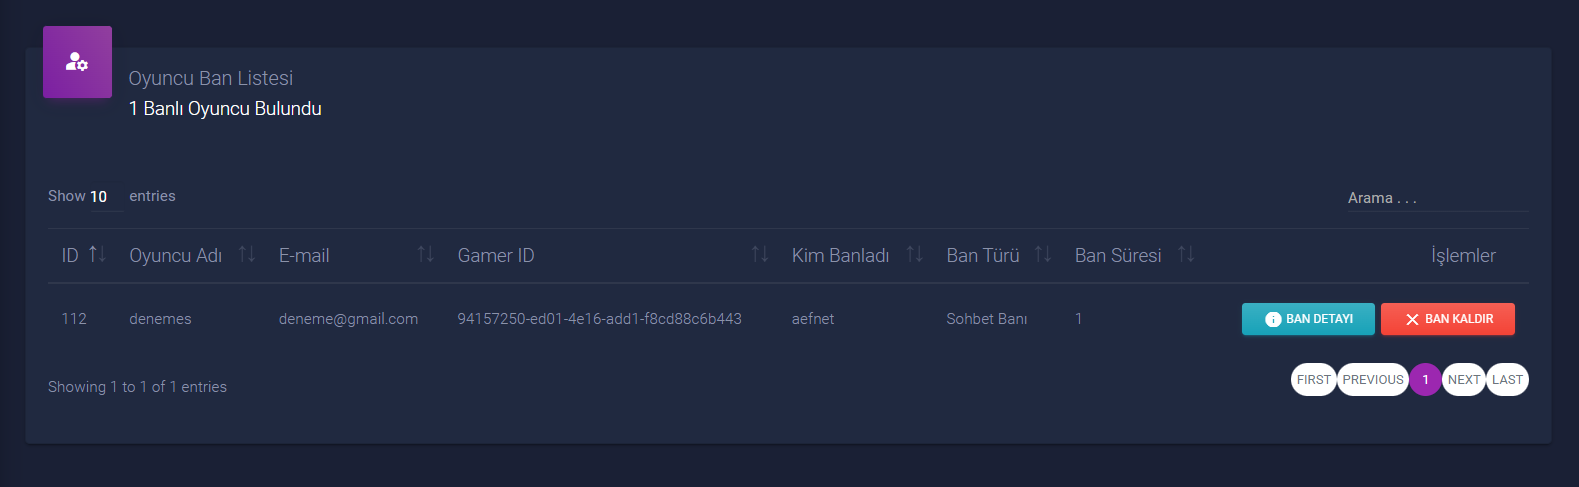 Oyuncu Ban Listesi
1 Banlı Oyuncu Bulundu
Show 10 entries
Arama . . .
ID Oyuncu Adı E-mail Gamer ID Kim Banladı Ban Türü Ban Süresi İşlemler
112 denemes deneme@gmail.com 94157250-ed01-4e16-add1-f8cd88c6b443 aefnet Sohbet Banı 1 BAN DETAYI BAN KALDIR
Showing 1 to 1 of 1 entries
FIRST PREVIOUS 1 NEXT LAST